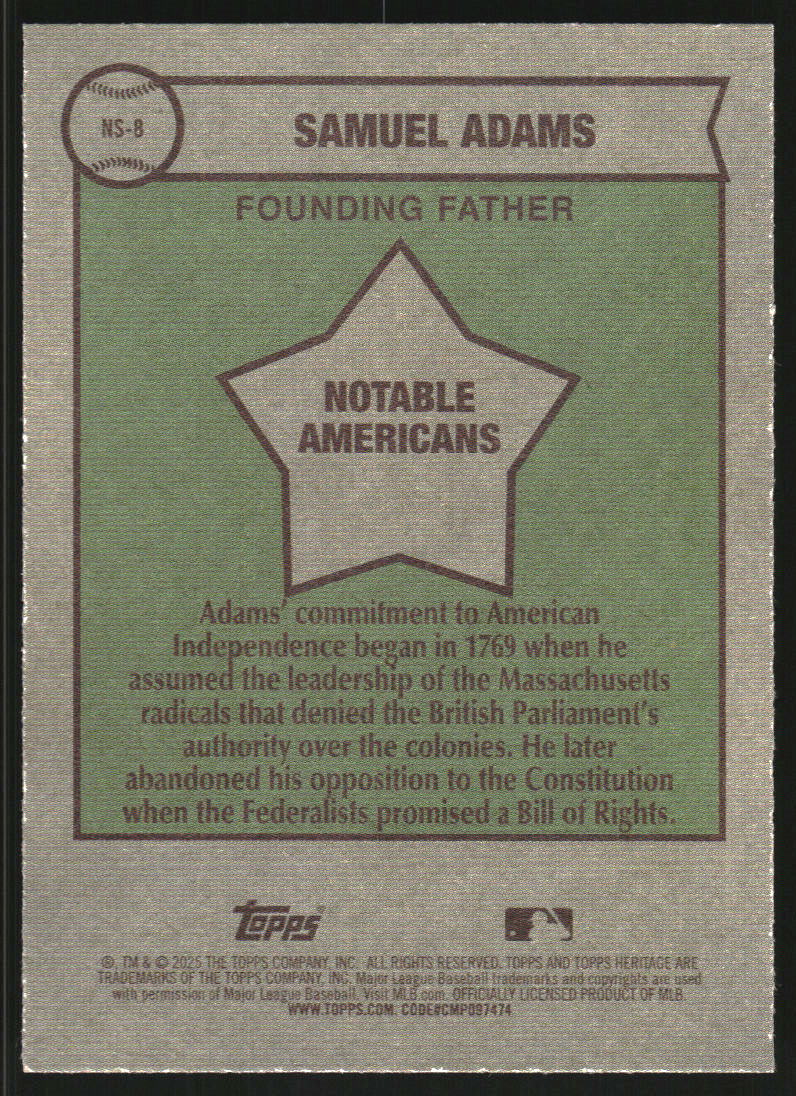 NS-8
SAMUEL ADAMS
FOUNDING FATHER
NOTABLE
AMERICANS
Adams' commitment to American
Independence began in 1769 when he
assumed the leadership of the Massachusetts
radicals that denied the British Parliament's
authority over the colonies. He later
abandoned his opposition to the Constitution
when the Federalists promised a Bill of Rights.
Topps
®, TM & © 2025 THE TOPPS COMPANY, INC. ALL RIGHTS RESERVED. TOPPS AND TOPPS HERITAGE ARE
TRADEMARKS OF THE TOPPS COMPANY, INC. Major League Baseball trademarks and copyrights are used
with permission of Major League Baseball. Visit MLB.com. OFFICIALLY LICENSED PRODUCT OF MLB.
WWW.TOPPS.COM. CODE#CMP097474